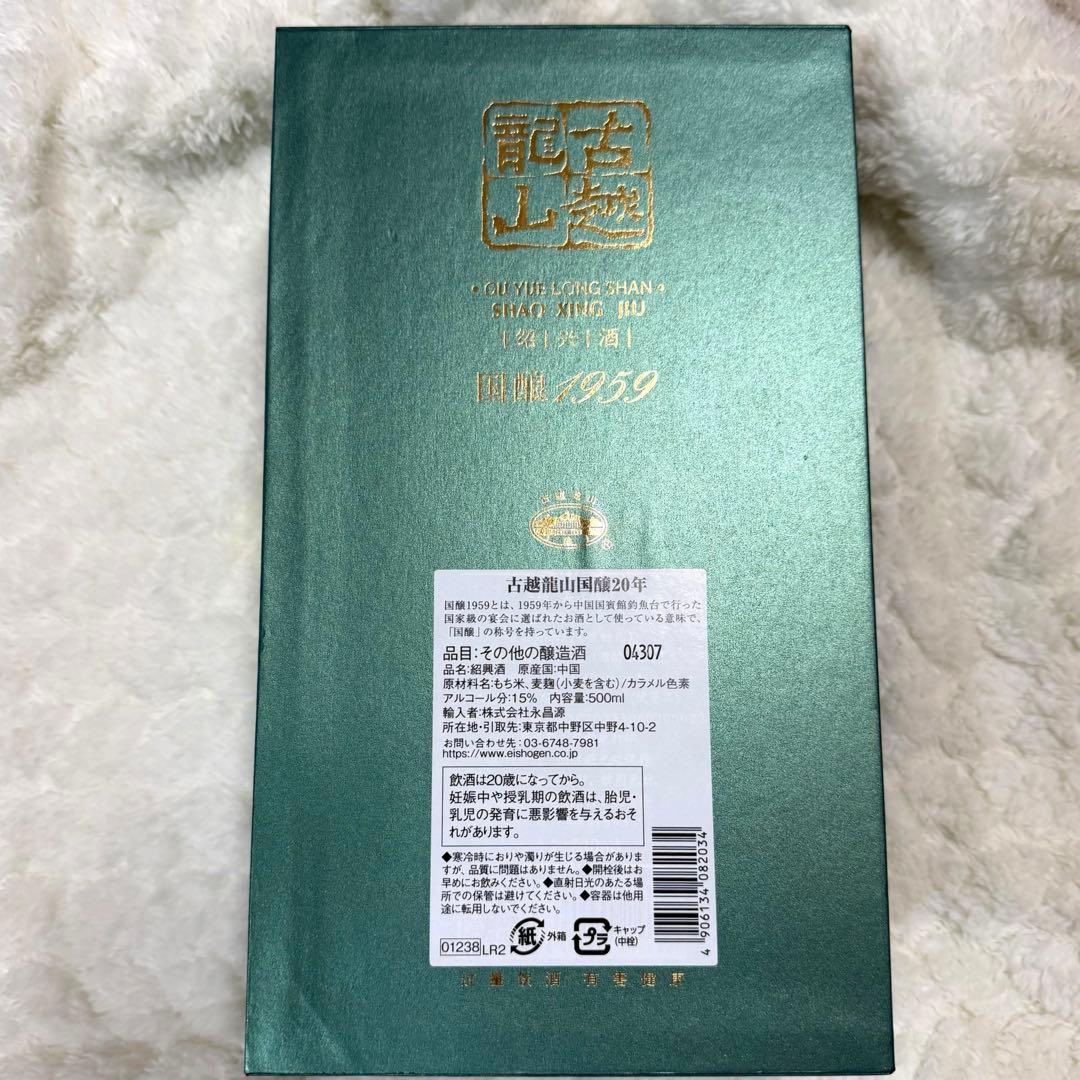 古越
龍山
GU YUE LONG SHAN
SHAO XING JIU
绍兴酒
国酿1959
古越龙山
古越龍山国醸20年
国醸1959とは、1959年から中国国賓館釣魚台で行った
国家級の宴会に選ばれたお酒として使っている意味で、
「国醸」の称号を持っています。
品目:その他の醸造酒 04307
品名:紹興酒 原産国:中国
原材料名:もち米、麦麹(小麦を含む)/カラメル色素
アルコール分:15% 内容量:500ml
輸入者:株式会社永昌源
所在地・引取先:東京都中野区中野4-10-2
お問い合わせ先:03-6748-7981
https://www.eishogen.co.jp
飲酒は20歳になってから。
妊娠中や授乳期の飲酒は、胎児・
乳児の発育に悪影響を与えるおそ
れがあります。
◆寒冷時におりや濁りが生じる場合がありま
すが、品質に問題はありません。◆開栓後はお
早めにお飲みください。◆直射日光のあたる場
所での保管は避けてください。◆容器は他用
途に転用しないでください。
4 906134 082034
01238 LR2 紙 外箱 プラ キャップ
(中栓)
饮酒 有害健康